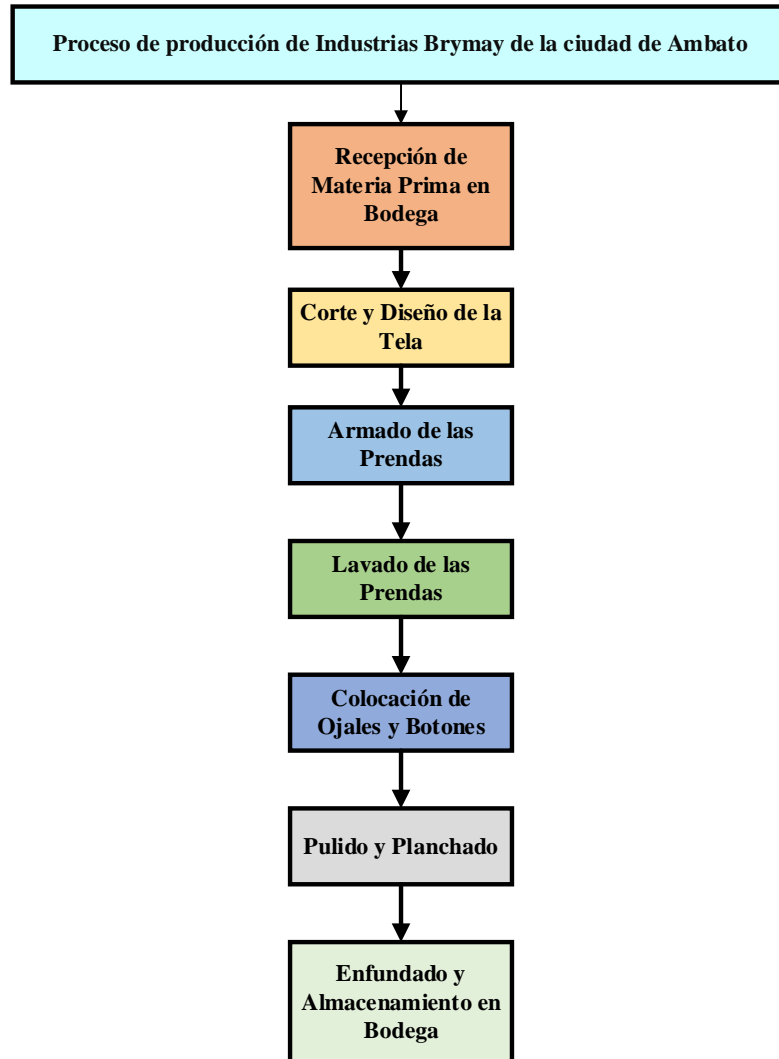 Proceso de producción de Industrias Brymay de la ciudad de Ambato
Recepción de
Materia Prima en
Bodega
Corte y Diseño de la
Tela
Armado de las
Prendas
Lavado de las
Prendas
Colocación de
Ojales y Botones
Pulido y Planchado
Enfundado y
Almacenamiento en
Bodega